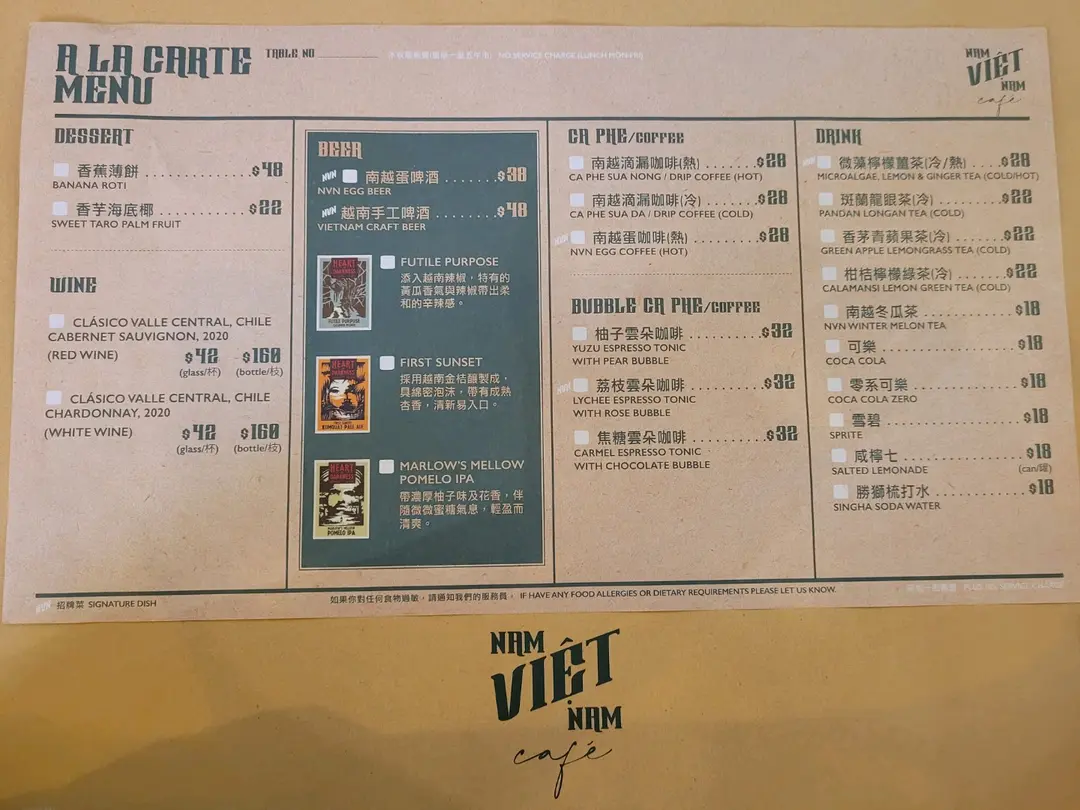 A LA CARTE
MENU
TABLE NO
NO SERVICE CHARGE (LUNCH MON-FRI)
NAM
VIỆT
NAM
café
DESSERT
香蕉薄餅 $48
BANANA ROTI
香芋海底椰 $22
SWEET TARO PALM FRUIT
WINE
CLÁSICO VALLE CENTRAL, CHILE
CABERNET SAUVIGNON, 2020
(RED WINE) $42 $160
(glass/杯) (bottle/枝)
CLÁSICO VALLE CENTRAL, CHILE
CHARDONNAY, 2020
(WHITE WINE) $42 $160
(glass/杯) (bottle/枝)
BEER
NVN 南越蛋啤酒 $38
NVN EGG BEER
NVN 越南手工啤酒 $48
VIETNAM CRAFT BEER
HEART
DARKNESS
FUTILE PURPOSE
FUTILE PURPOSE
添入越南辣椒，特有的
黃瓜香氣與辣椒帶出柔
和的辛辣感。
HEART
DARKNESS
KUMQUAT PALE ALE
FIRST SUNSET
採用越南金桔釀製成，
具綿密泡沫，帶有成熟
杏香，清新易入口。
HEART
DARKNESS
MARLOW'S MELLOW
POMELO IPA
MARLOW'S MELLOW
POMELO IPA
帶濃厚柚子味及花香，伴
隨微微蜜糖氣息，輕盈而
清爽。
CA PHE/COFFEE
南越滴漏咖啡(熱) $28
CA PHE SUA NONG / DRIP COFFEE (HOT)
南越滴漏咖啡(冷) $28
CA PHE SUA DA / DRIP COFFEE (COLD)
NVN 南越蛋咖啡(熱) $28
NVN EGG COFFEE (HOT)
BUBBLE CA PHE/COFFEE
柚子雲朵咖啡 $32
YUZU ESPRESSO TONIC
WITH PEAR BUBBLE
NVN 荔枝雲朵咖啡 $32
LYCHEE ESPRESSO TONIC
WITH ROSE BUBBLE
焦糖雲朵咖啡 $32
CARMEL ESPRESSO TONIC
WITH CHOCOLATE BUBBLE
DRINK
NVN 微藻檸檬薑茶(冷/熱) $28
MICROALGAE, LEMON & GINGER TEA (COLD/HOT)
斑蘭龍眼茶(冷) $28
PANDAN LONGAN TEA (COLD)
香茅青蘋果茶(冷) $22
GREEN APPLE LEMONGRASS TEA (COLD)
柑桔檸檬綠茶(冷) $22
CALAMANSI LEMON GREEN TEA (COLD)
南越冬瓜茶 $18
NVN WINTER MELON TEA
可樂 $18
COCA COLA
零系可樂 $18
COCA COLA ZERO
雪碧 $18
SPRITE
咸檸七 $18
SALTED LEMONADE (can/罐)
勝獅梳打水 $18
SINGHA SODA WATER
NVN 招牌菜 SIGNATURE DISH
如果你對任何食物過敏，請通知我們的服務員， IF HAVE ANY FOOD ALLERGIES OR DIETARY REQUIREMENTS PLEASE LET US KNOW.
NAM
VIỆT
NAM
café